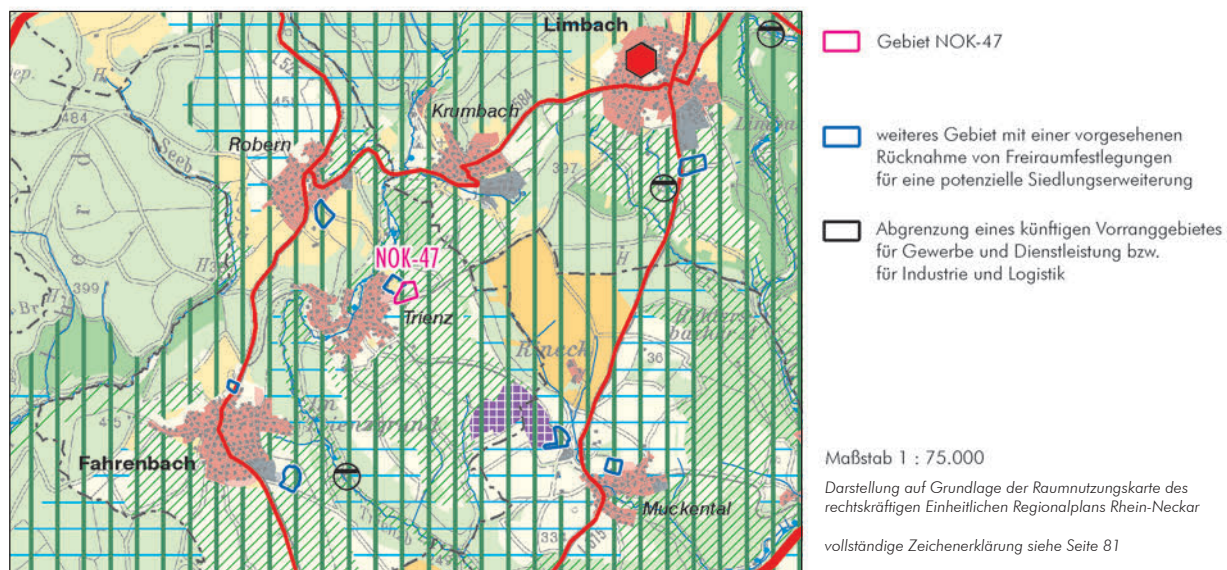 Limbach
L 525
Krumbach
484
Robern
Seeb
397
NOK-47
399
Trienz
Rineck
36
Fahrenbach
Muckental
Gebiet NOK-47
weiteres Gebiet mit einer vorgesehenen
Rücknahme von Freiraumfestlegungen
für eine potenzielle Siedlungserweiterung
Abgrenzung eines künftigen Vorranggebietes
für Gewerbe und Dienstleistung bzw.
für Industrie und Logistik
Maßstab 1 : 75.000
Darstellung auf Grundlage der Raumnutzungskarte des
rechtskräftigen Einheitlichen Regionalplans Rhein-Neckar
vollständige Zeichenerklärung siehe Seite 81